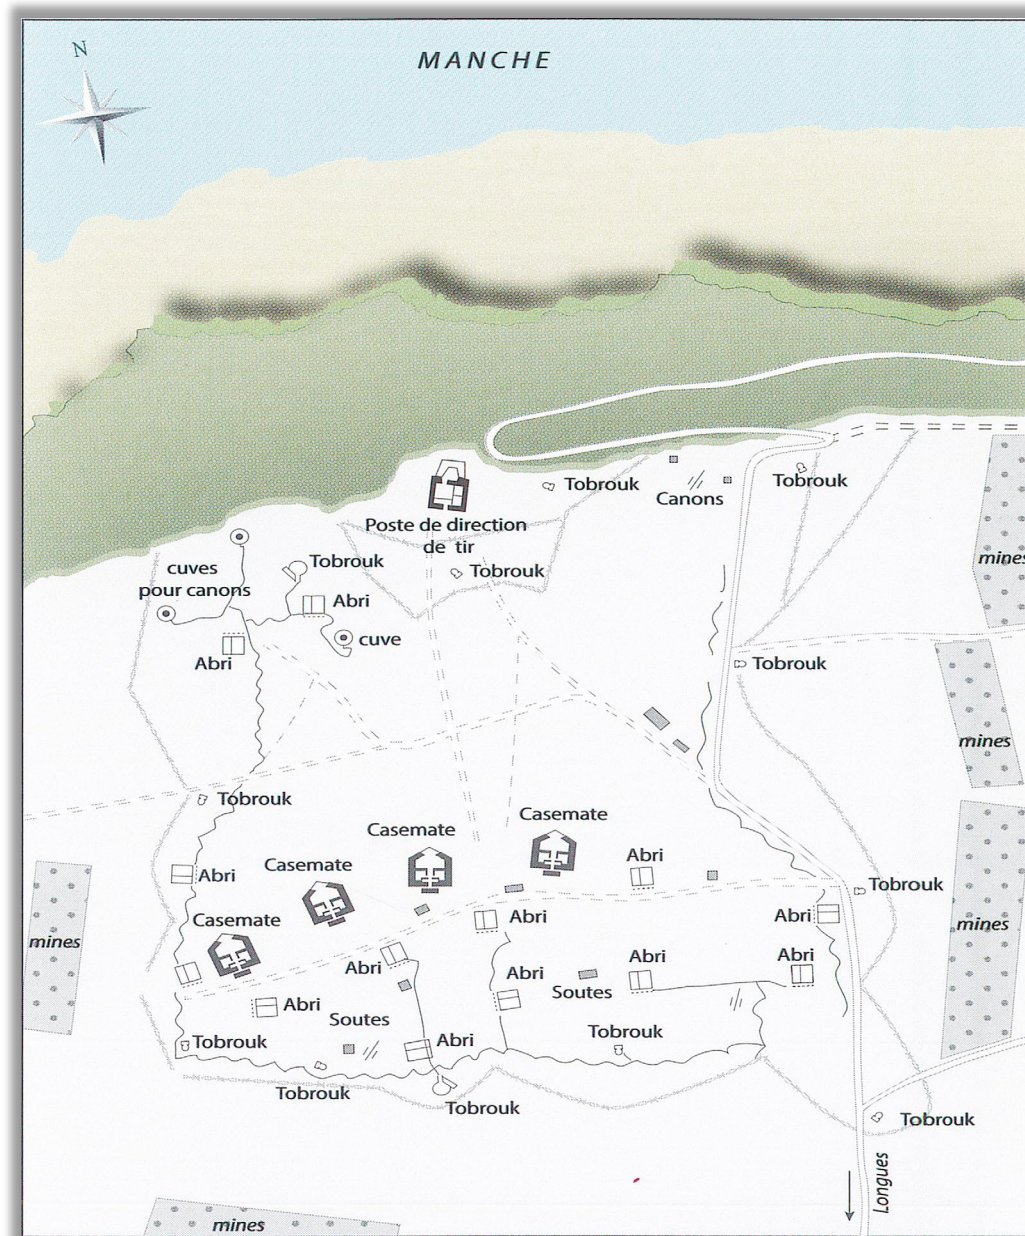 N
MANCHE
Tobrouk
Canons
Tobrouk
Poste de direction
de tir
mines
cuves
pour canons
Tobrouk
Tobrouk
Abri
cuve
Abri
Tobrouk
mines
Tobrouk
Casemate
Casemate
Casemate
Abri
Abri
Tobrouk
Casemate
Abri
Abri
mines
mines
Abri
Abri
Abri
Abri
Soutes
Abri
Soutes
Tobrouk
Abri
Tobrouk
Tobrouk
Tobrouk
Tobrouk
Longues
mines